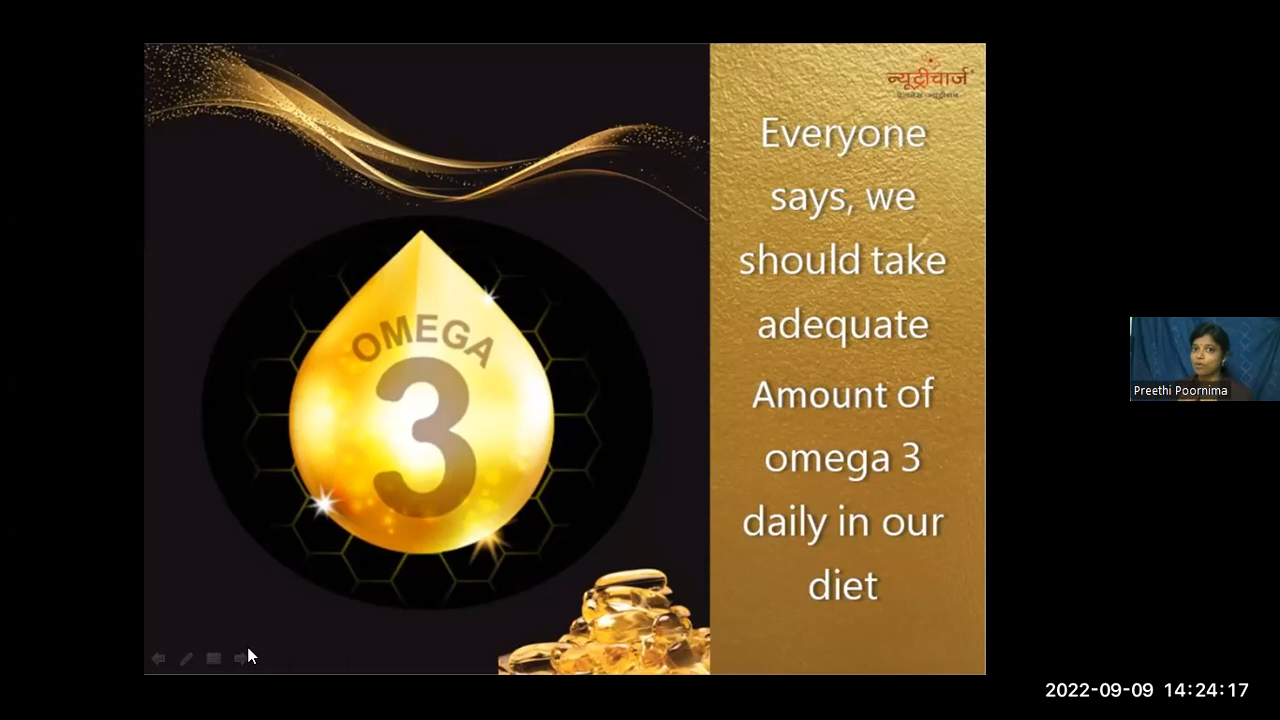 OMEGA
3
न्यूट्रीचार्ज
Everyone
says, we
should take
adequate
Amount of
omega 3
daily in our
diet
Preethi Poornima
2022-09-09 14:24:17